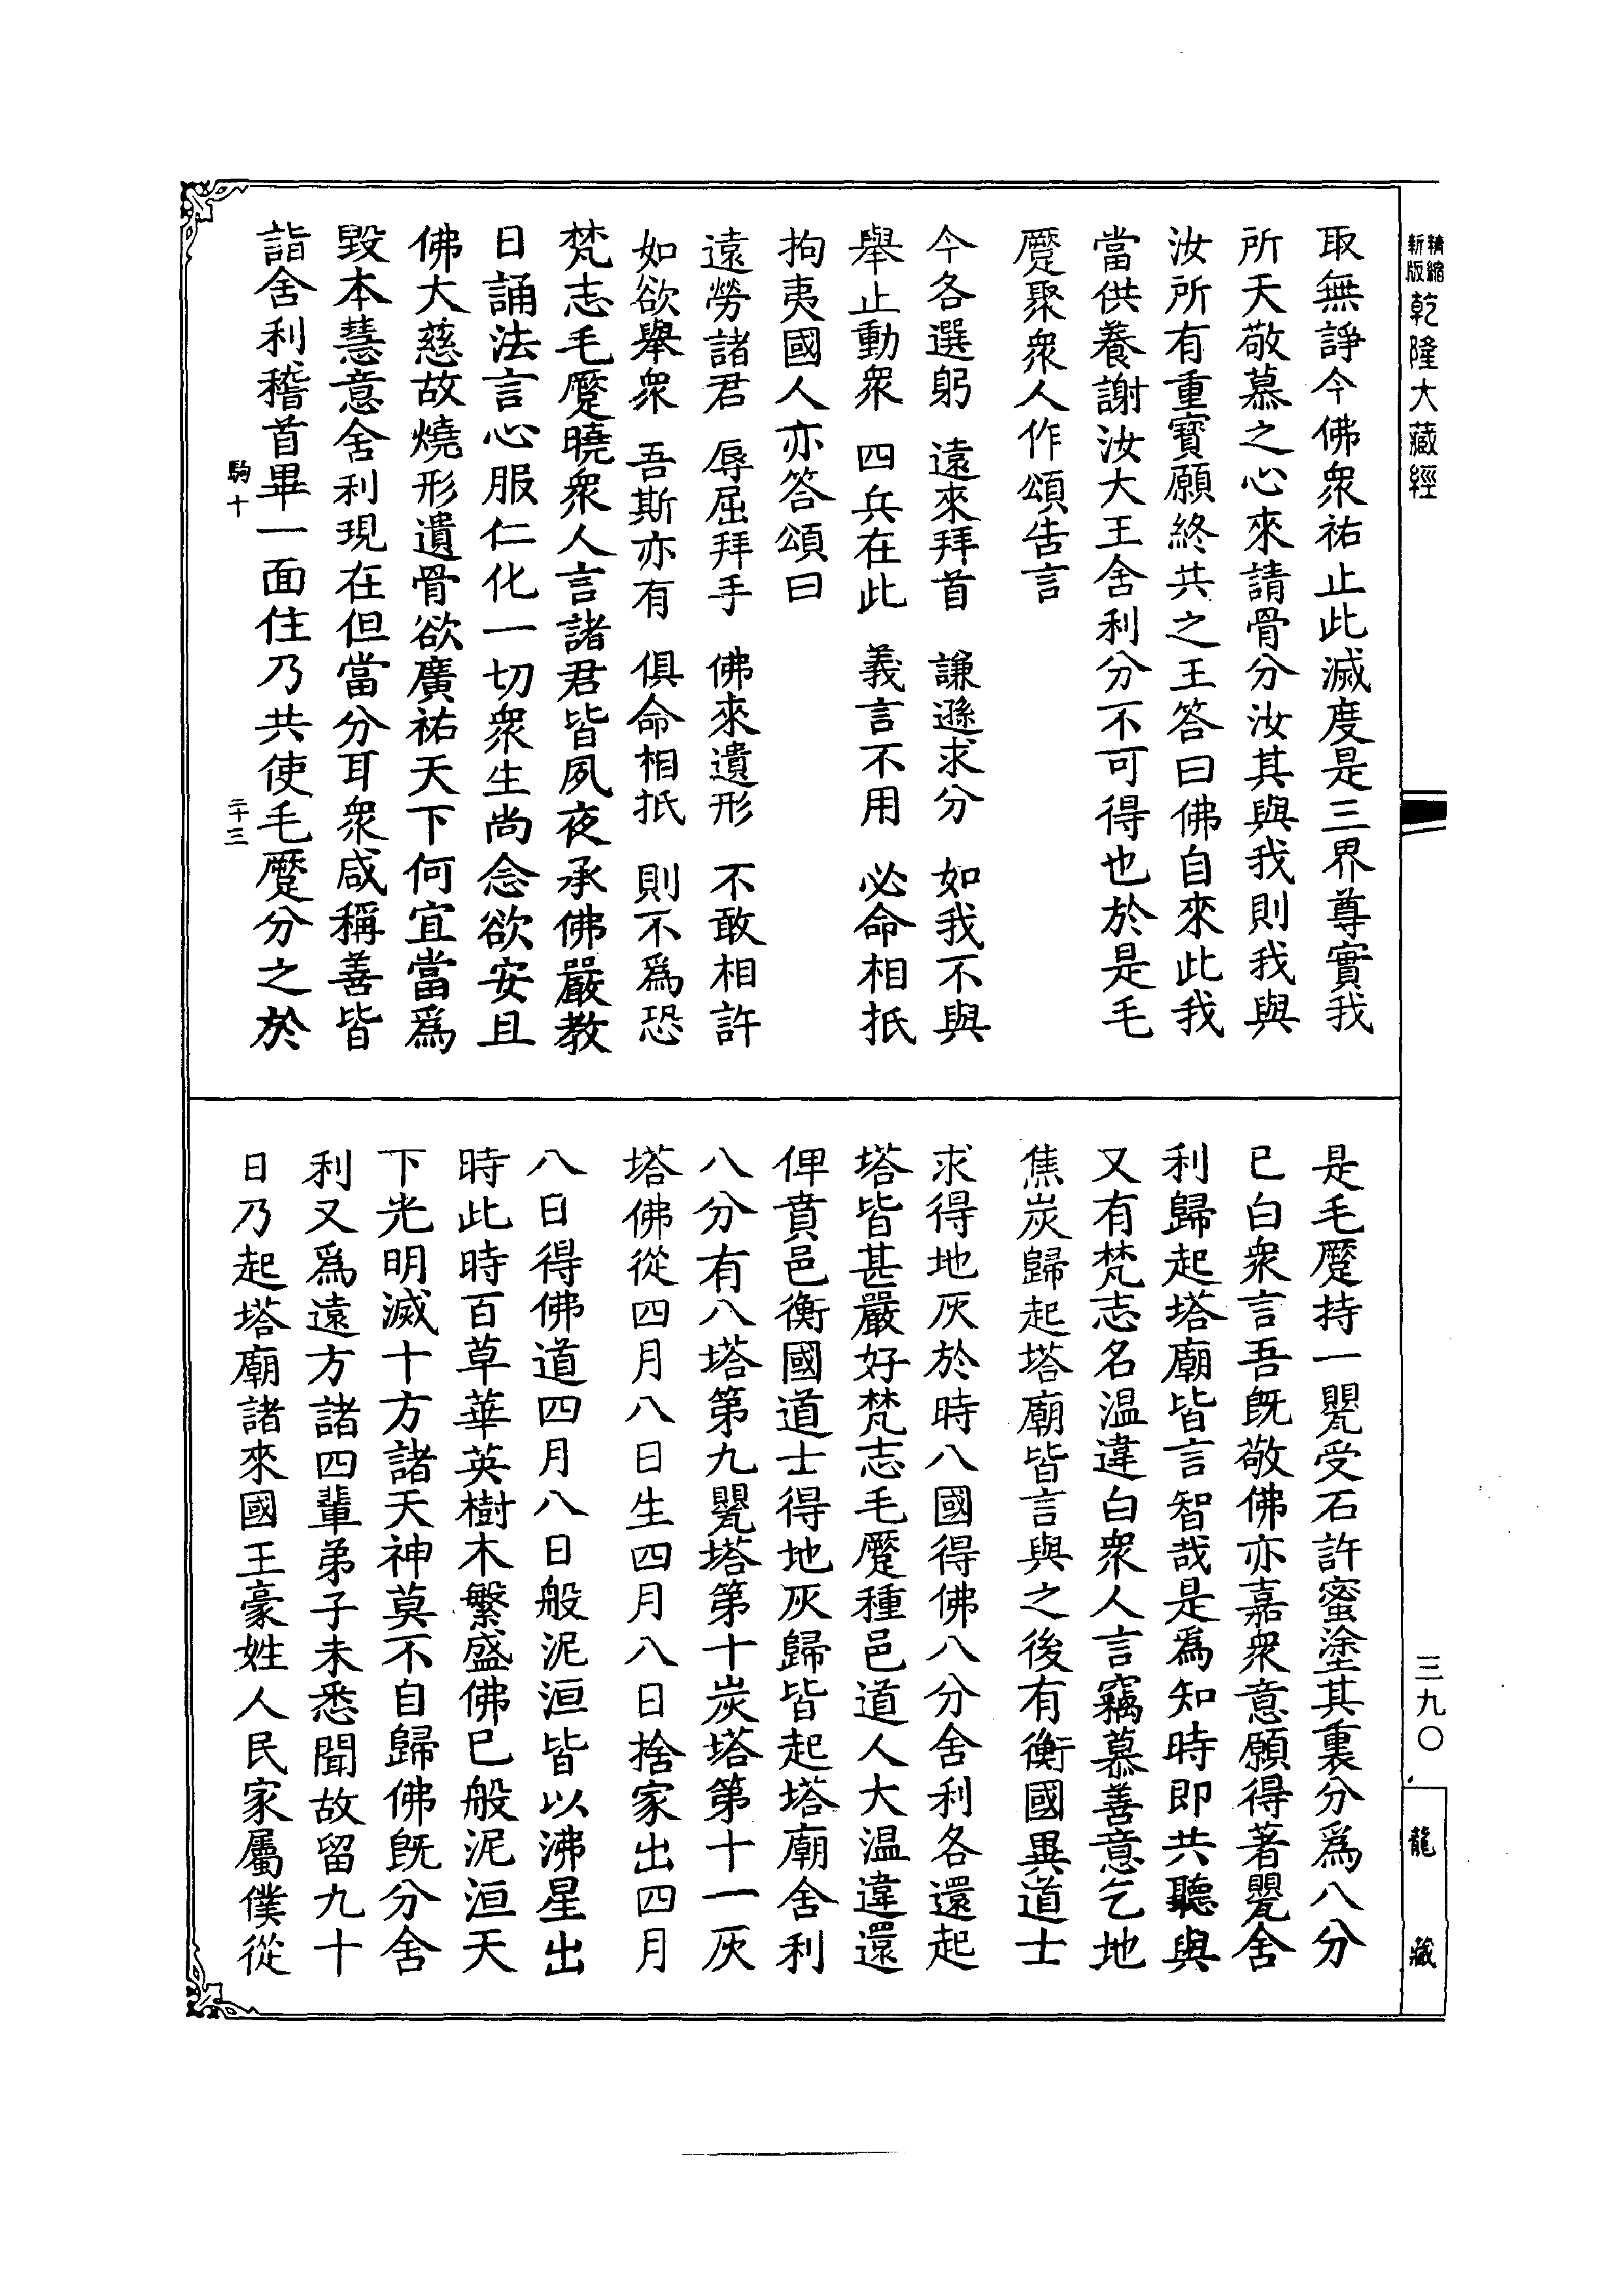 精縮新版乾隆大藏經
取無諍今佛衆祐止此滅度是三界尊實我
所天敬慕之心來請骨分汝其與我則我與
汝所有重寶願終共之王答曰佛自來此我
當供養謝汝大王舍利分不可得也於是毛
蹷聚衆人作頌告言
今各選躬　遠來拜首　謙遜求分　如我不與
舉止動衆　四兵在此　義言不用　必命相抵
拘夷國人亦答頌曰
遠勞諸君　辱屈拜手　佛來遺形　不敢相許
如欲舉衆　吾斯亦有　俱命相抵　則不爲恐
梵志毛蹷曉衆人言諸君皆夙夜承佛嚴教
日誦法言心服仁化一切衆生尚念欲安且
佛大慈故燒形遺骨欲廣祐天下何宜當爲
毀本慧意舍利現在但當分耳衆咸稱善皆
詣舍利稽首畢一面住乃共使毛蹷分之於
駒十　二十三
是毛蹷持一甖受石許蜜塗其裏分爲八分
已白衆言吾既敬佛亦嘉衆意願得著甖舍
利歸起塔廟皆言智哉是爲知時即共聽與
又有梵志名温違白衆人言竊慕善意乞地
焦炭歸起塔廟皆言與之後有衡國異道士
求得地灰於時八國得佛八分舍利各還起
塔皆甚嚴好梵志毛蹷種邑道人大温違還
俾賁邑衡國道士得地灰歸皆起塔廟舍利
八分有八塔第九甖塔第十炭塔第十一灰
塔佛從四月八日生四月八日捨家出四月
八日得佛道四月八日般泥洹皆以沸星出
時此時百草華英樹木繁盛佛已般泥洹天
下光明滅十方諸天神莫不自歸佛既分舍
利又爲遠方諸四輩弟子未悉聞故留九十
日乃起塔廟諸來國王豪姓人民家屬僕從
三九〇
龍藏